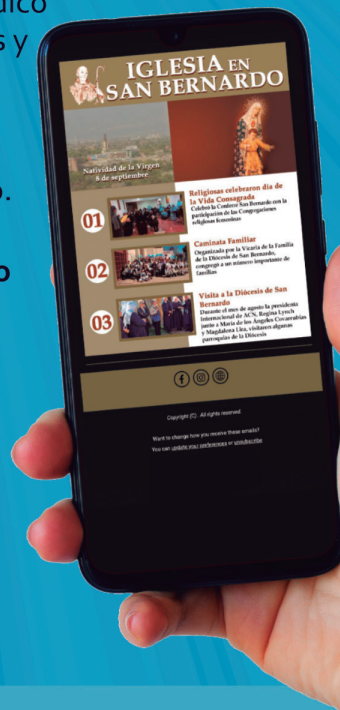 dico
s y
o.
o
IGLESIA EN
SAN BERNARDO
Natividad de la Virgen
8 de septiembre
01
Religiosas celebraron día de
la Vida Consagrada
Celebró la Conferre San Bernardo con la
participación de las Congregaciones
religiosas femeninas
02
Caminata Familiar
Organizada por la Vicaría de la Familia
de la Diócesis de San Bernardo,
congregó a un número importante de
familias
03
Visita a la Diócesis de San
Bernardo
Durante el mes de agosto la presidenta
internacional de ACN, Regina Lynch
junto a María de los Ángeles Covarrubias
y Magdalena Lira, visitaron algunas
parroquias de la Diócesis
Copyright (C) . All rights reserved.
Want to change how you receive these emails?
You can update your preferences or unsubscribe